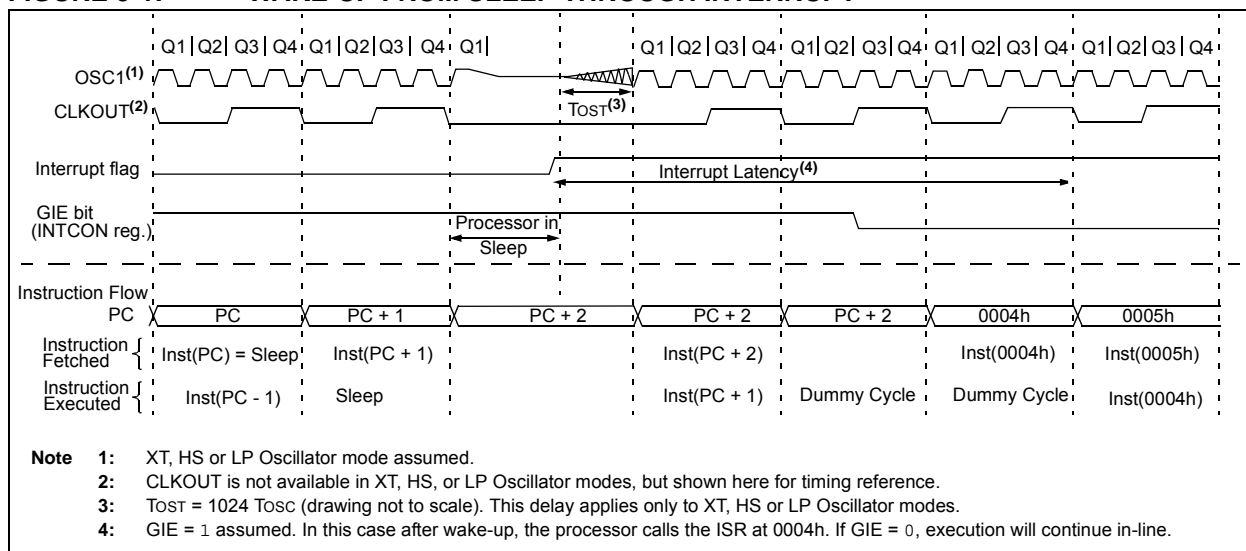 Q1 Q2 Q3 Q4 Q1 Q2 Q3 Q4 Q1 Q1 Q2 Q3 Q4 Q1 Q2 Q3 Q4 Q1 Q2 Q3 Q4 Q1 Q2 Q3 Q4
OSC1(1)
TOST(3)
CLKOUT(2)
Interrupt flag
Interrupt Latency(4)
GIE bit
(INTCON reg.)
Processor in
Sleep
Instruction Flow
PC PC PC + 1 PC + 2 PC + 2 PC + 2 0004h 0005h
Instruction
Fetched
Inst(PC) = Sleep Inst(PC + 1) Inst(PC + 2) Inst(0004h) Inst(0005h)
Instruction
Executed
Inst(PC - 1) Sleep Inst(PC + 1) Dummy Cycle Dummy Cycle Inst(0004h)
Note 1: XT, HS or LP Oscillator mode assumed.
2: CLKOUT is not available in XT, HS, or LP Oscillator modes, but shown here for timing reference.
3: TOST = 1024 TOSC (drawing not to scale). This delay applies only to XT, HS or LP Oscillator modes.
4: GIE = 1 assumed. In this case after wake-up, the processor calls the ISR at 0004h. If GIE = 0, execution will continue in-line.